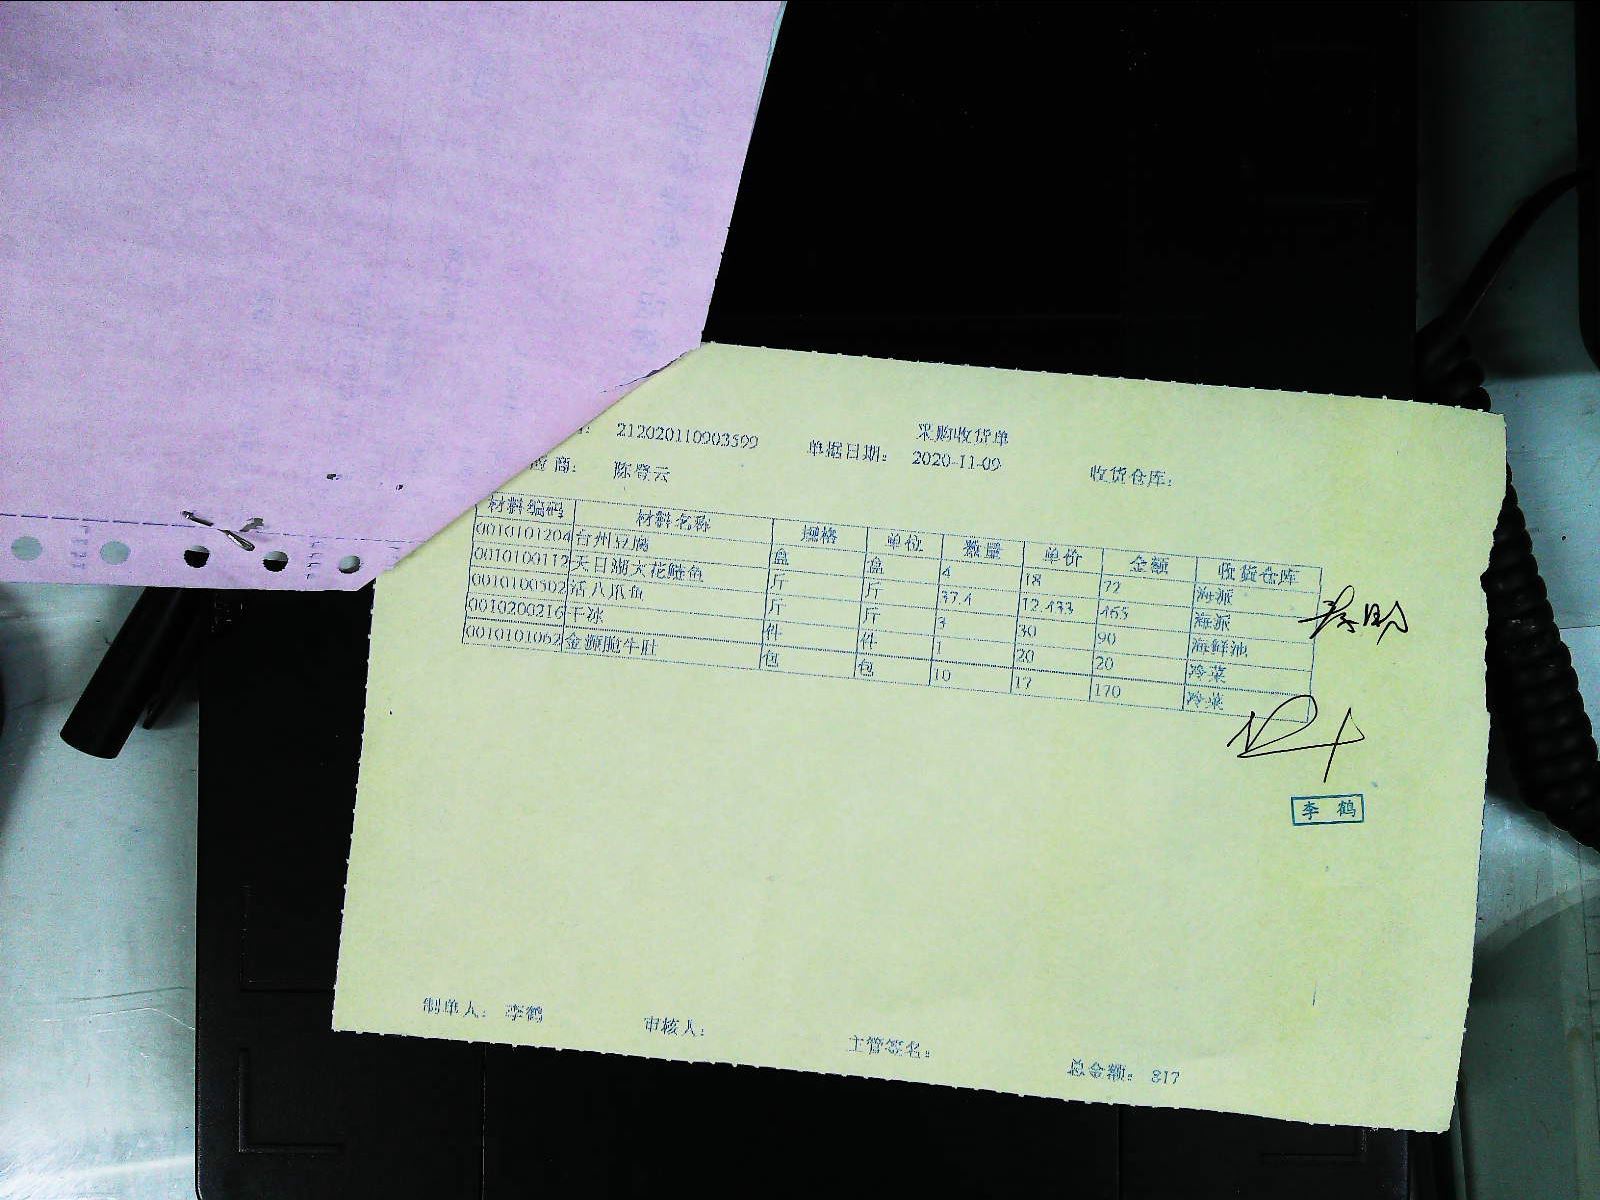 采购收货单
: 212020110903599 单据日期: 2020-11-09 收货仓库:
应商: 陈登云
材料编码 材料名称 规格 单位 数量 单价 金额 收货仓库
0010101204 台州豆腐 盒 盒 4 18 72 海派
0010100112 天目湖大花鲢鱼 斤 斤 37.4 12.433 465 海派
0010100502 活八爪鱼 斤 斤 3 30 90 海鲜池
0010200216 干冰 件 件 1 20 20 冷菜
0010101062 金狮脆牛肚 包 包 10 17 170 冷菜
李 鹤
制单人: 李鹤 审核人: 主管签名: 总金额: 817